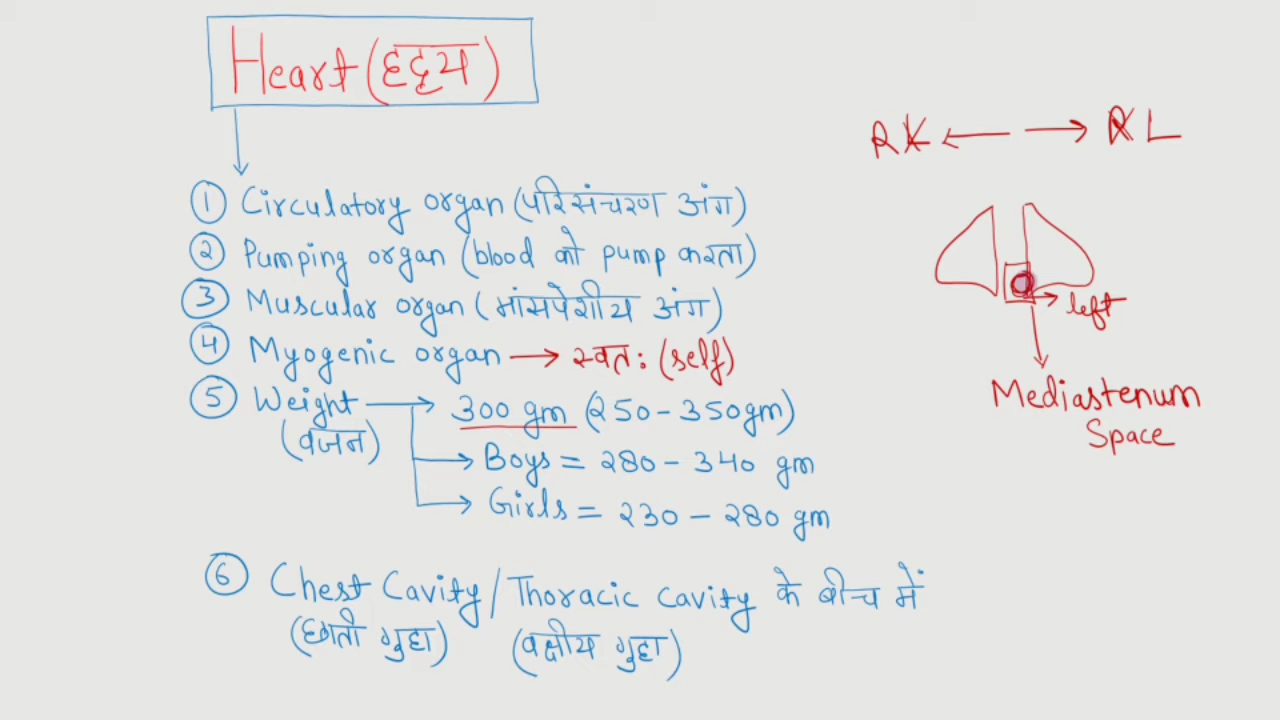 Heart (हृदय)
① Circulatory organ (परिसंचरण अंग)
② Pumping organ (blood को pump करता)
③ Muscular organ (मांसपेशीय अंग)
④ Myogenic organ → स्वतः (self)
⑤ Weight → 300 gm (250-350gm)
(वजन)
→ Boys = 280-340 gm
→ Girls = 230-280 gm
⑥ Chest Cavity / Thoracic cavity के बीच में
(छाती गुहा) (वक्षीय गुहा)
R ← → L
left
Mediastenum
Space